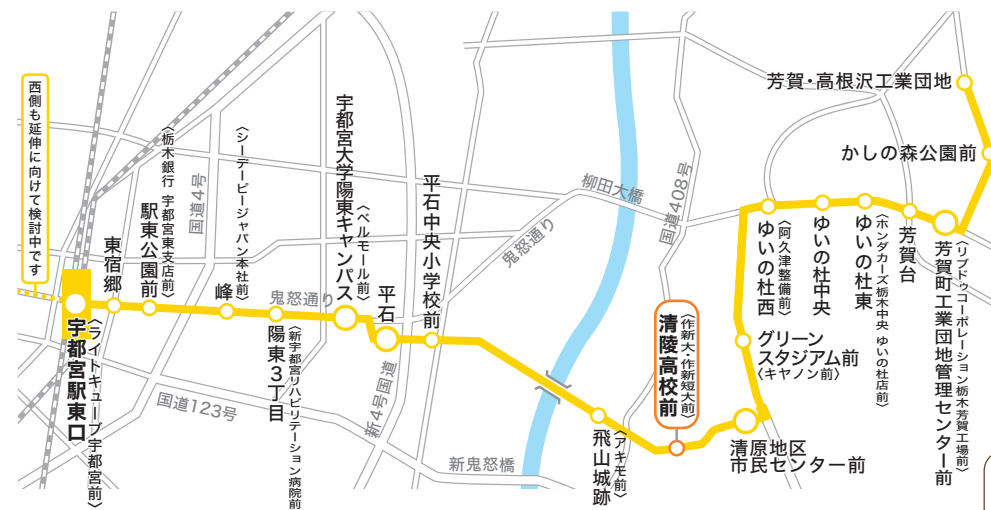 西側も延伸に向けて検討中です
宇都宮駅東口
〈ライトキューブ宇都宮前〉
東宿郷
駅東公園前
〈栃木銀行 宇都宮東支店前〉
国道4号
峰
〈シーデーピージャパン本社前〉
鬼怒通り
陽東3丁目
〈新宇都宮リハビリテーション病院前
宇都宮大学陽東キャンパス
〈ベルモール前〉
平石
平石中央小学校前
国道123号
新4号国道
新鬼怒橋
鬼怒通り
柳田大橋
国道408号
飛山城跡
〈アキモ前〉
清陵高校前
〈作新大・作新短大前〉
清原地区
市民センター前
グリーン
スタジアム前
〈キヤノン前〉
ゆいの杜西
〈阿久津整備前〉
ゆいの杜中央
ゆいの杜東
〈ホンダカーズ栃木中央 ゆいの杜店前〉
芳賀台
芳賀町工業団地管理センター前
〈リブドゥコーポレーション栃木芳賀工場前〉
かしの森公園前
芳賀・高根沢工業団地